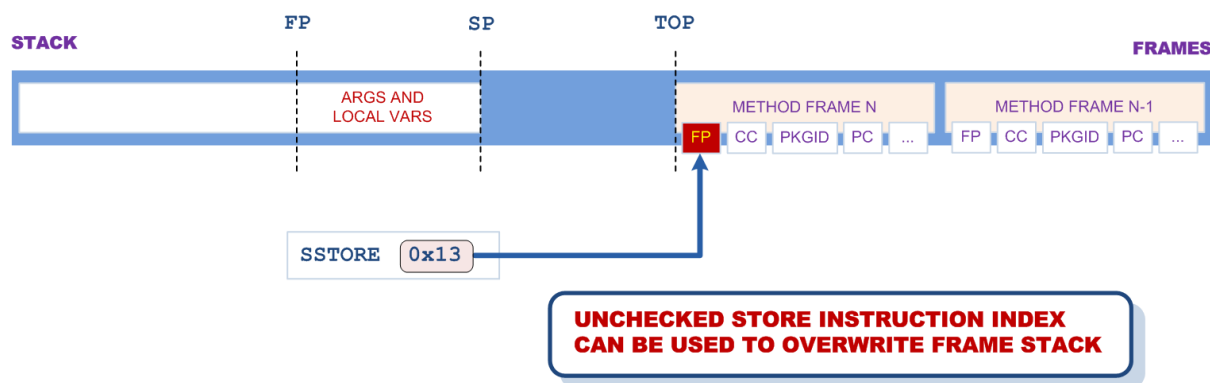 FP SP TOP
STACK FRAMES
ARGS AND
LOCAL VARS
METHOD FRAME N METHOD FRAME N-1
FP CC PKGID PC ... FP CC PKGID PC ...
SSTORE 0x13
UNCHECKED STORE INSTRUCTION INDEX
CAN BE USED TO OVERWRITE FRAME STACK